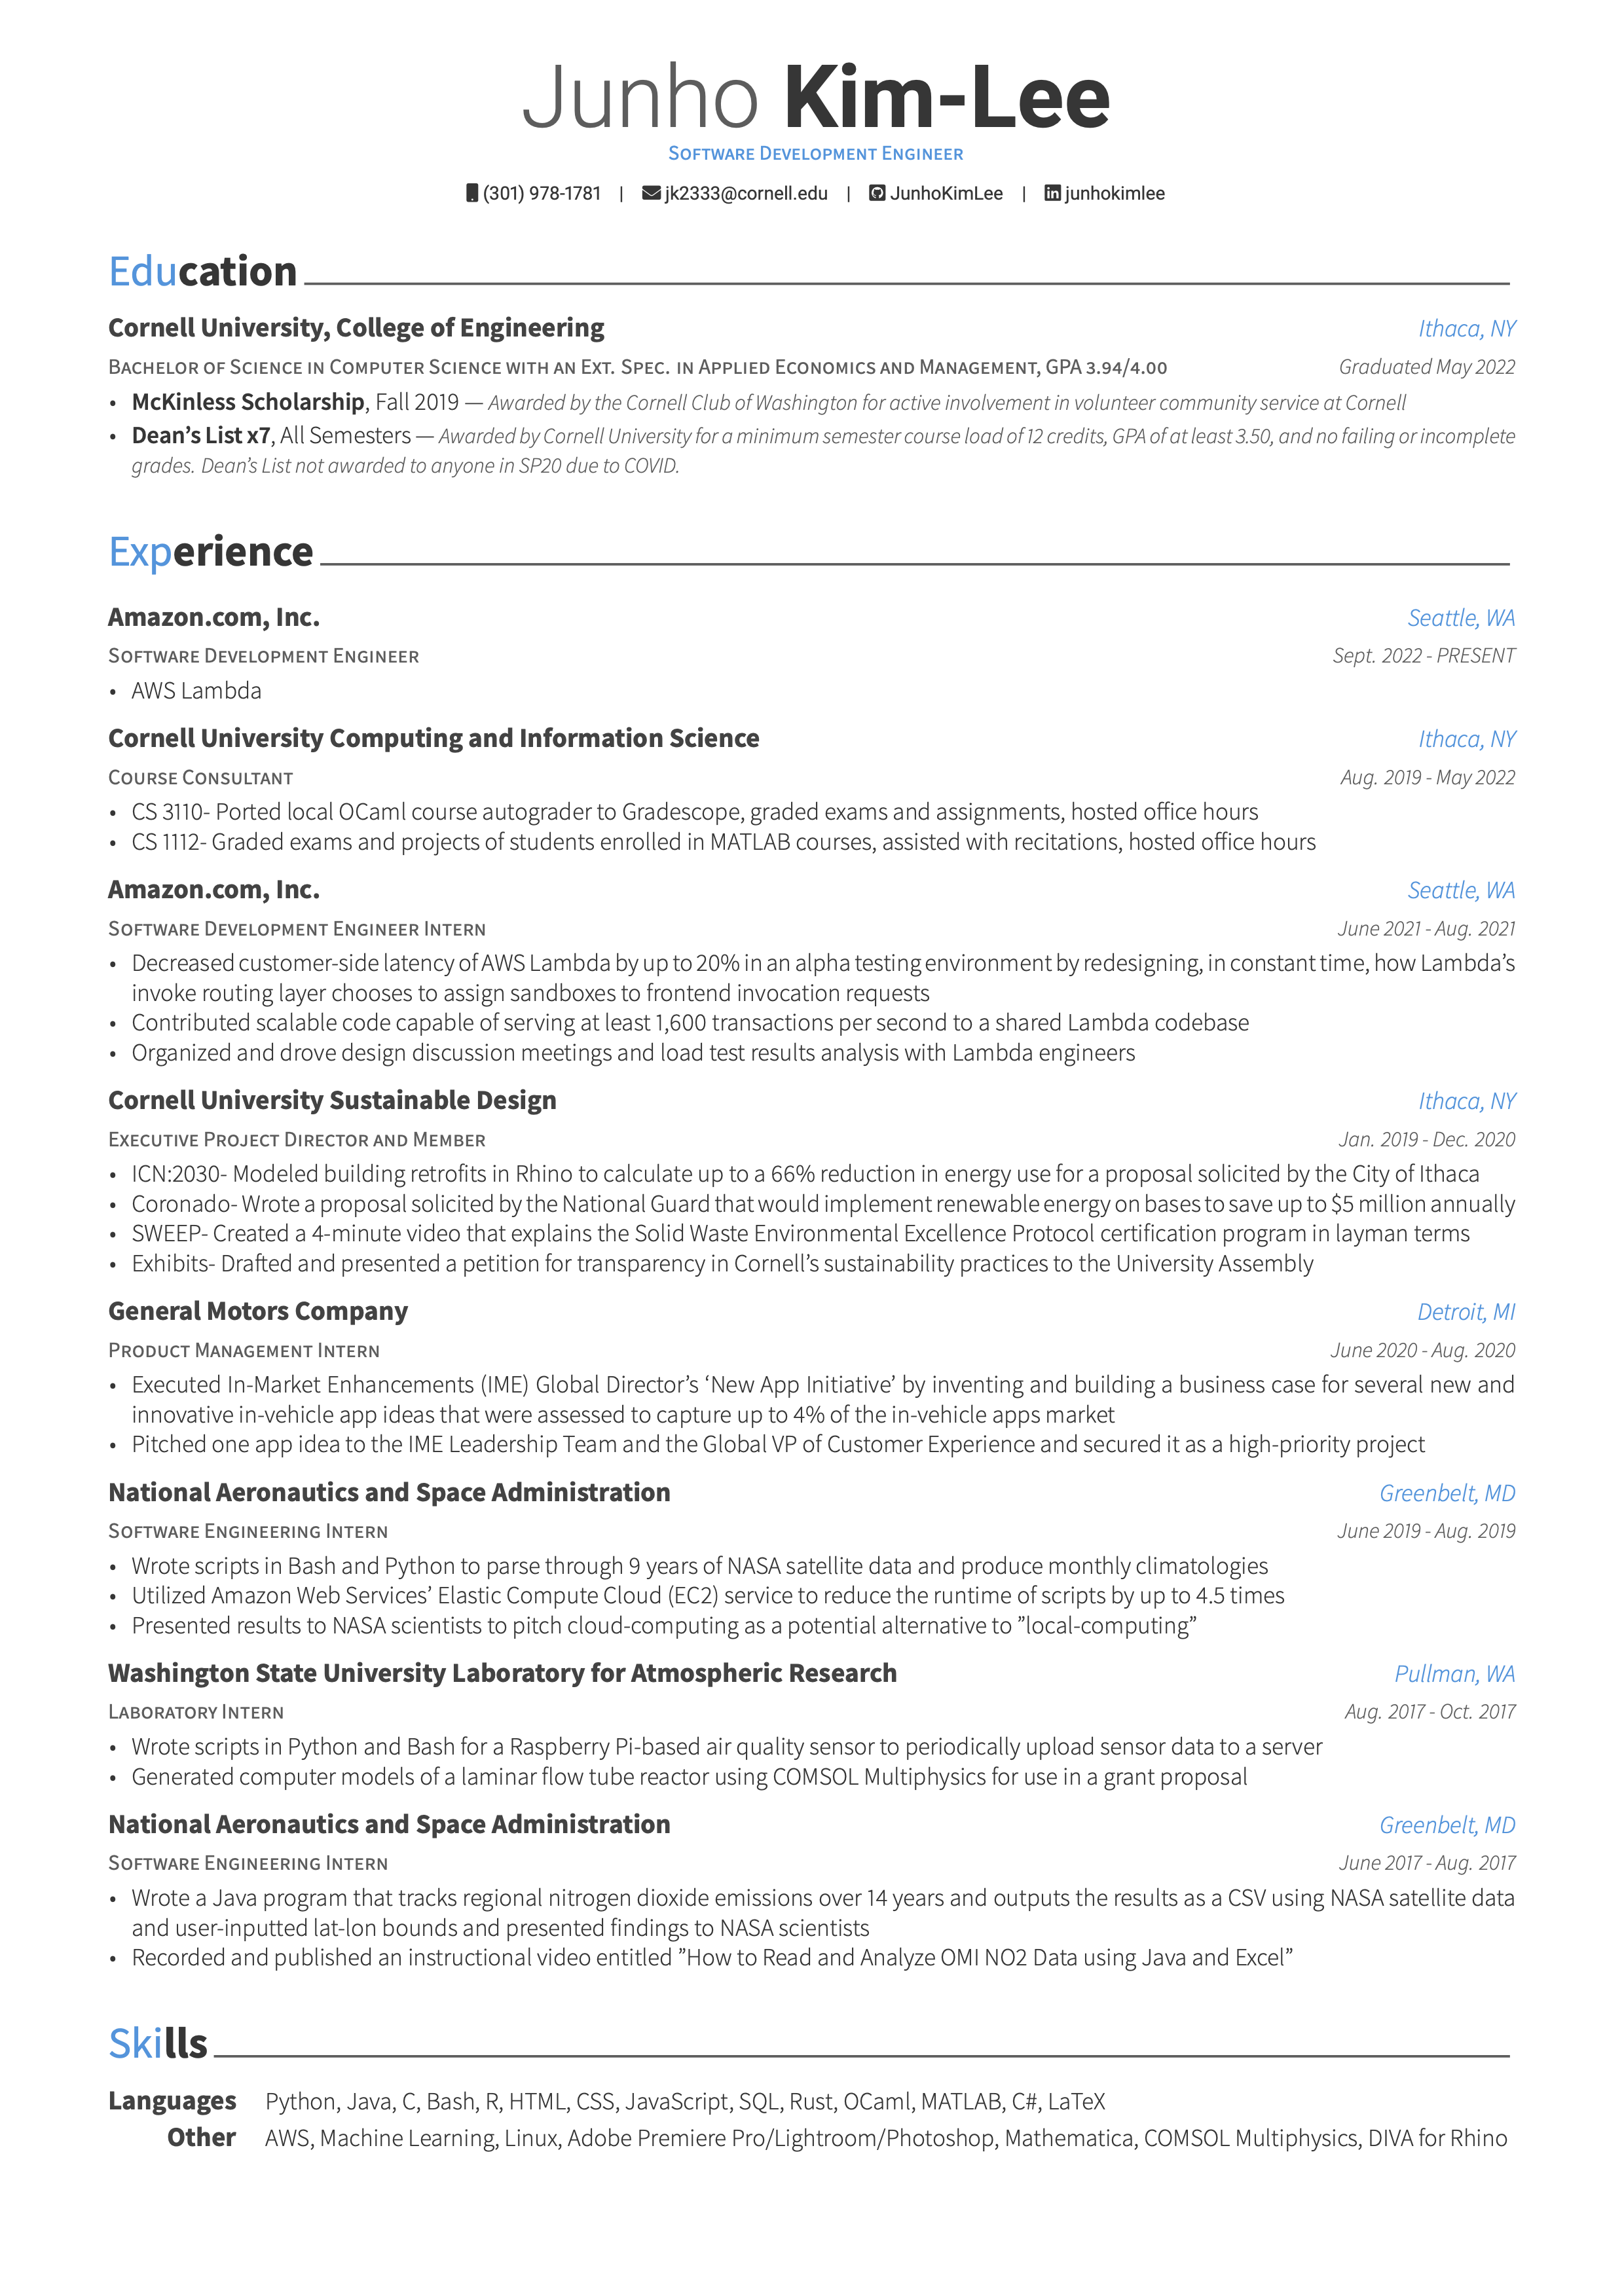 Junho Kim-Lee
Software Development Engineer
(301) 978-1781 | jk2333@cornell.edu | JunhoKimLee | junhokimlee
Education
Cornell University, College of Engineering Ithaca, NY
Bachelor of Science in Computer Science with an Ext. Spec. in Applied Economics and Management, GPA 3.94/4.00 Graduated May 2022
• McKinless Scholarship, Fall 2019 — Awarded by the Cornell Club of Washington for active involvement in volunteer community service at Cornell
• Dean’s List x7, All Semesters — Awarded by Cornell University for a minimum semester course load of 12 credits, GPA of at least 3.50, and no failing or incomplete
grades. Dean’s List not awarded to anyone in SP20 due to COVID.
Experience
Amazon.com, Inc. Seattle, WA
Software Development Engineer Sept. 2022 - PRESENT
• AWS Lambda
Cornell University Computing and Information Science Ithaca, NY
Course Consultant Aug. 2019 - May 2022
• CS 3110- Ported local OCaml course autograder to Gradescope, graded exams and assignments, hosted office hours
• CS 1112- Graded exams and projects of students enrolled in MATLAB courses, assisted with recitations, hosted office hours
Amazon.com, Inc. Seattle, WA
Software Development Engineer Intern June 2021 - Aug. 2021
• Decreased customer-side latency of AWS Lambda by up to 20% in an alpha testing environment by redesigning, in constant time, how Lambda’s
invoke routing layer chooses to assign sandboxes to frontend invocation requests
• Contributed scalable code capable of serving at least 1,600 transactions per second to a shared Lambda codebase
• Organized and drove design discussion meetings and load test results analysis with Lambda engineers
Cornell University Sustainable Design Ithaca, NY
Executive Project Director and Member Jan. 2019 - Dec. 2020
• ICN:2030- Modeled building retrofits in Rhino to calculate up to a 66% reduction in energy use for a proposal solicited by the City of Ithaca
• Coronado- Wrote a proposal solicited by the National Guard that would implement renewable energy on bases to save up to $5 million annually
• SWEEP- Created a 4-minute video that explains the Solid Waste Environmental Excellence Protocol certification program in layman terms
• Exhibits- Drafted and presented a petition for transparency in Cornell’s sustainability practices to the University Assembly
General Motors Company Detroit, MI
Product Management Intern June 2020 - Aug. 2020
• Executed In-Market Enhancements (IME) Global Director’s ‘New App Initiative’ by inventing and building a business case for several new and
innovative in-vehicle app ideas that were assessed to capture up to 4% of the in-vehicle apps market
• Pitched one app idea to the IME Leadership Team and the Global VP of Customer Experience and secured it as a high-priority project
National Aeronautics and Space Administration Greenbelt, MD
Software Engineering Intern June 2019 - Aug. 2019
• Wrote scripts in Bash and Python to parse through 9 years of NASA satellite data and produce monthly climatologies
• Utilized Amazon Web Services’ Elastic Compute Cloud (EC2) service to reduce the runtime of scripts by up to 4.5 times
• Presented results to NASA scientists to pitch cloud-computing as a potential alternative to ”local-computing”
Washington State University Laboratory for Atmospheric Research Pullman, WA
Laboratory Intern Aug. 2017 - Oct. 2017
• Wrote scripts in Python and Bash for a Raspberry Pi-based air quality sensor to periodically upload sensor data to a server
• Generated computer models of a laminar flow tube reactor using COMSOL Multiphysics for use in a grant proposal
National Aeronautics and Space Administration Greenbelt, MD
Software Engineering Intern June 2017 - Aug. 2017
• Wrote a Java program that tracks regional nitrogen dioxide emissions over 14 years and outputs the results as a CSV using NASA satellite data
and user-inputted lat-lon bounds and presented findings to NASA scientists
• Recorded and published an instructional video entitled ”How to Read and Analyze OMI NO2 Data using Java and Excel”
Skills
Languages Python, Java, C, Bash, R, HTML, CSS, JavaScript, SQL, Rust, OCaml, MATLAB, C#, LaTeX
Other AWS, Machine Learning, Linux, Adobe Premiere Pro/Lightroom/Photoshop, Mathematica, COMSOL Multiphysics, DIVA for Rhino